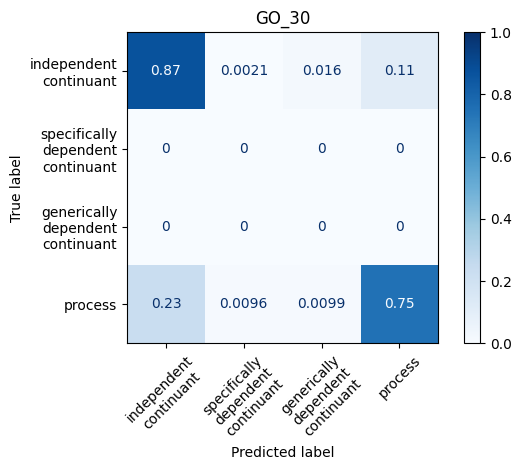 GO_30
True label
independent
continuant
specifically
dependent
continuant
generically
dependent
continuant
process
0.87 0.0021 0.016 0.11
0 0 0 0
0 0 0 0
0.23 0.0096 0.0099 0.75
independent
continuant
specifically
dependent
continuant
generically
dependent
continuant
process
Predicted label
1.0
0.8
0.6
0.4
0.2
0.0